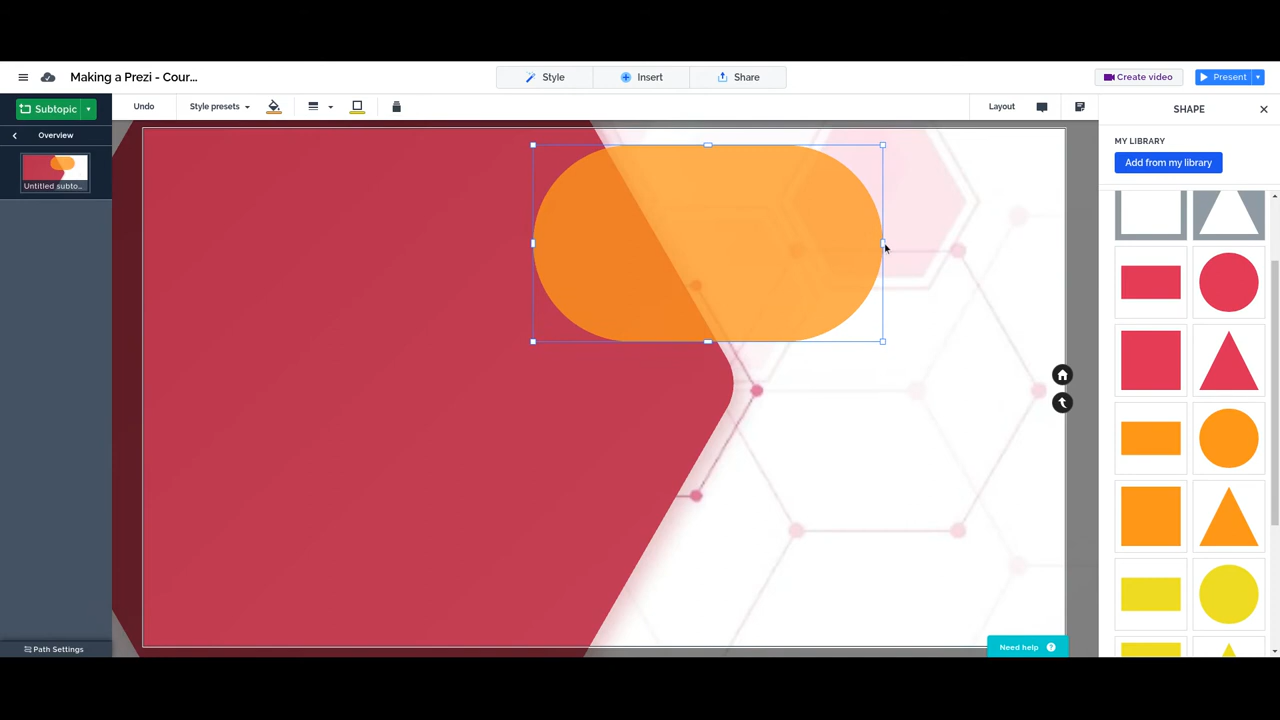 Making a Prezi - Cour...
Style
Insert
Share
Create video
Present
Subtopic
Undo
Style presets
Layout
SHAPE
Overview
MY LIBRARY
Add from my library
Untitled subto...
Path Settings
Need help ?